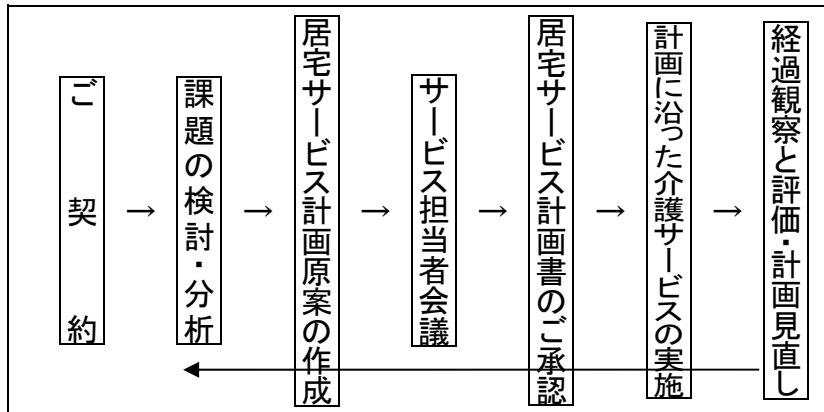 ご契約
→
課題の検討・分析
→
居宅サービス計画原案の作成
→
サービス担当者会議
→
居宅サービス計画書のご承認
→
計画に沿った介護サービスの実施
→
経過観察と評価・計画見直し